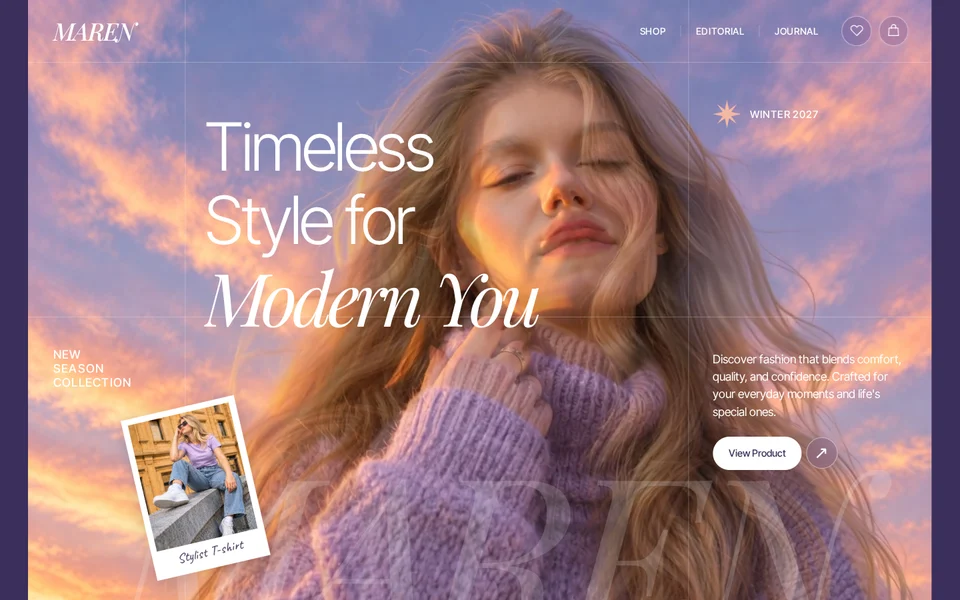 MAREN
SHOP
EDITORIAL
JOURNAL
WINTER 2027
Timeless
Style for
Modern You
NEW
SEASON
COLLECTION
Discover fashion that blends comfort,
quality, and confidence. Crafted for
your everyday moments and life's
special ones.
View Product
Stylist T-shirt
MAREN